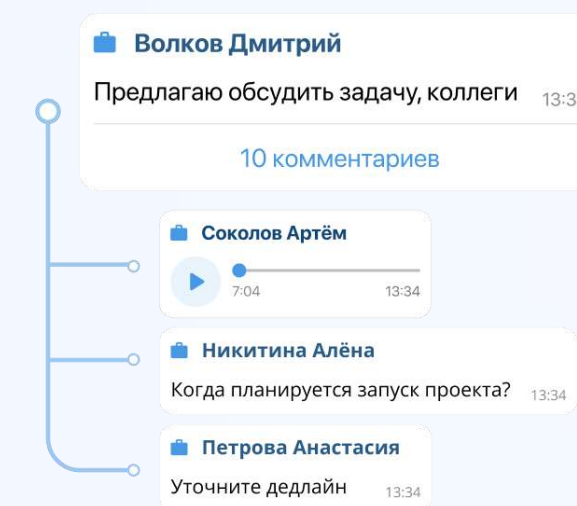 Волков Дмитрий
Предлагаю обсудить задачу, коллеги
10 комментариев
Соколов Артём
7:04 13:34
Никитина Алёна
Когда планируется запуск проекта? 13:34
Петрова Анастасия
Уточните дедлайн 13:34